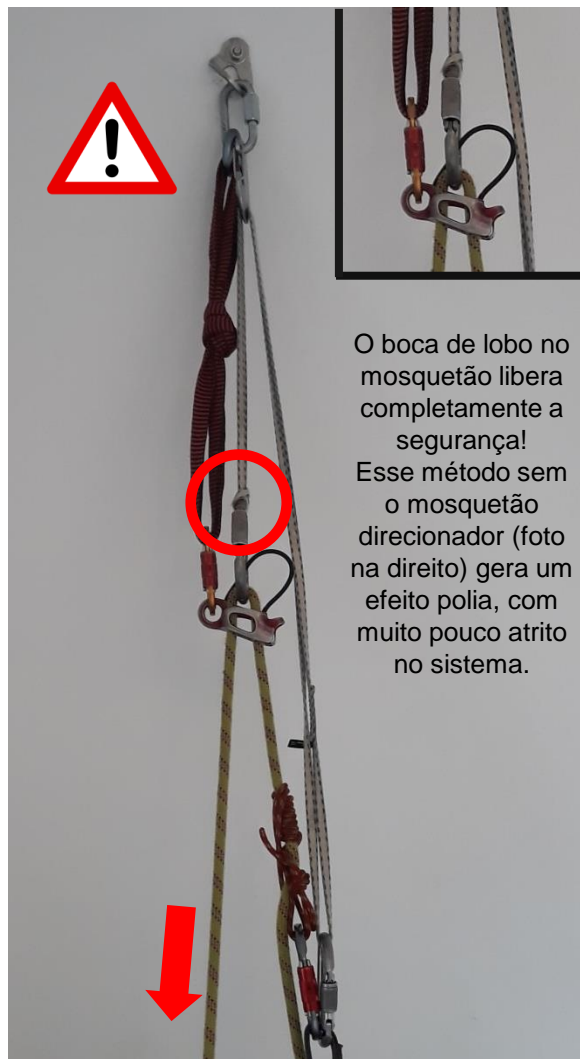 O boca de lobo no
mosquetão libera
completamente a
segurança!
Esse método sem
o mosquetão
direcionador (foto
na direito) gera um
efeito polia, com
muito pouco atrito
no sistema.